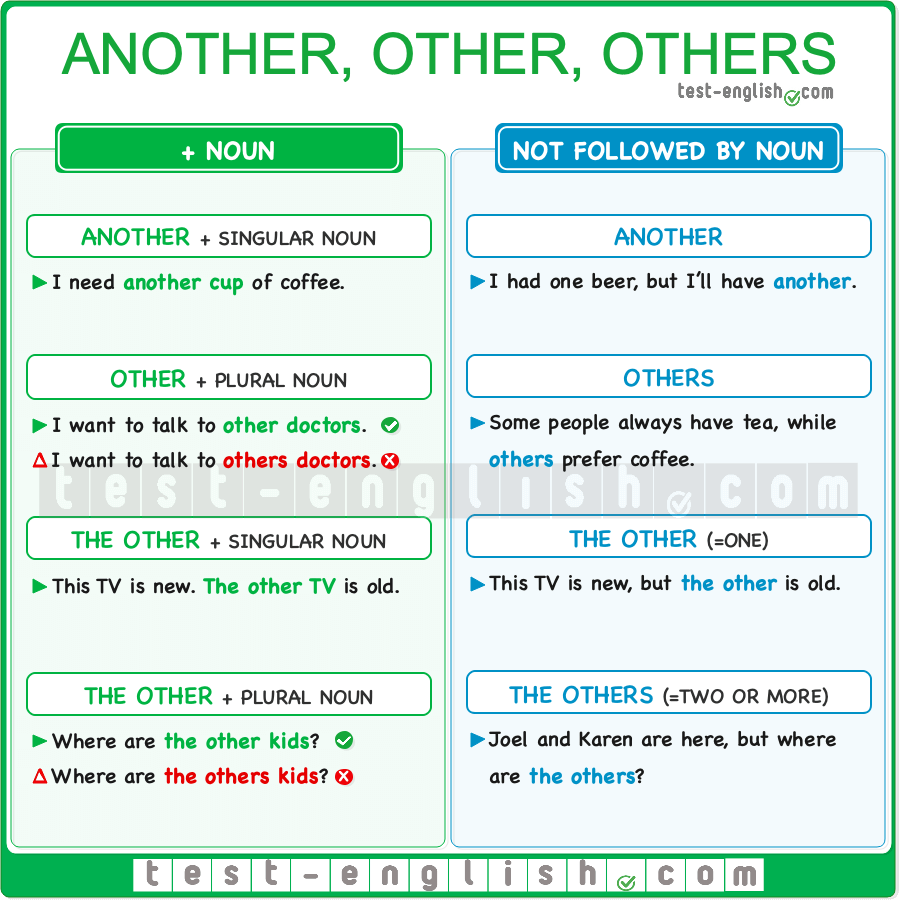 ANOTHER, OTHER, OTHERS
test-english.com
+ NOUN
ANOTHER + SINGULAR NOUN
I need another cup of coffee.
OTHER + PLURAL NOUN
I want to talk to other doctors.
I want to talk to others doctors.
THE OTHER + SINGULAR NOUN
This TV is new. The other TV is old.
THE OTHER + PLURAL NOUN
Where are the other kids?
Where are the others kids?
NOT FOLLOWED BY NOUN
ANOTHER
I had one beer, but I'll have another.
OTHERS
Some people always have tea, while
others prefer coffee.
THE OTHER (=ONE)
This TV is new, but the other is old.
THE OTHERS (=TWO OR MORE)
Joel and Karen are here, but where
are the others?
test-english.com
test-english.com